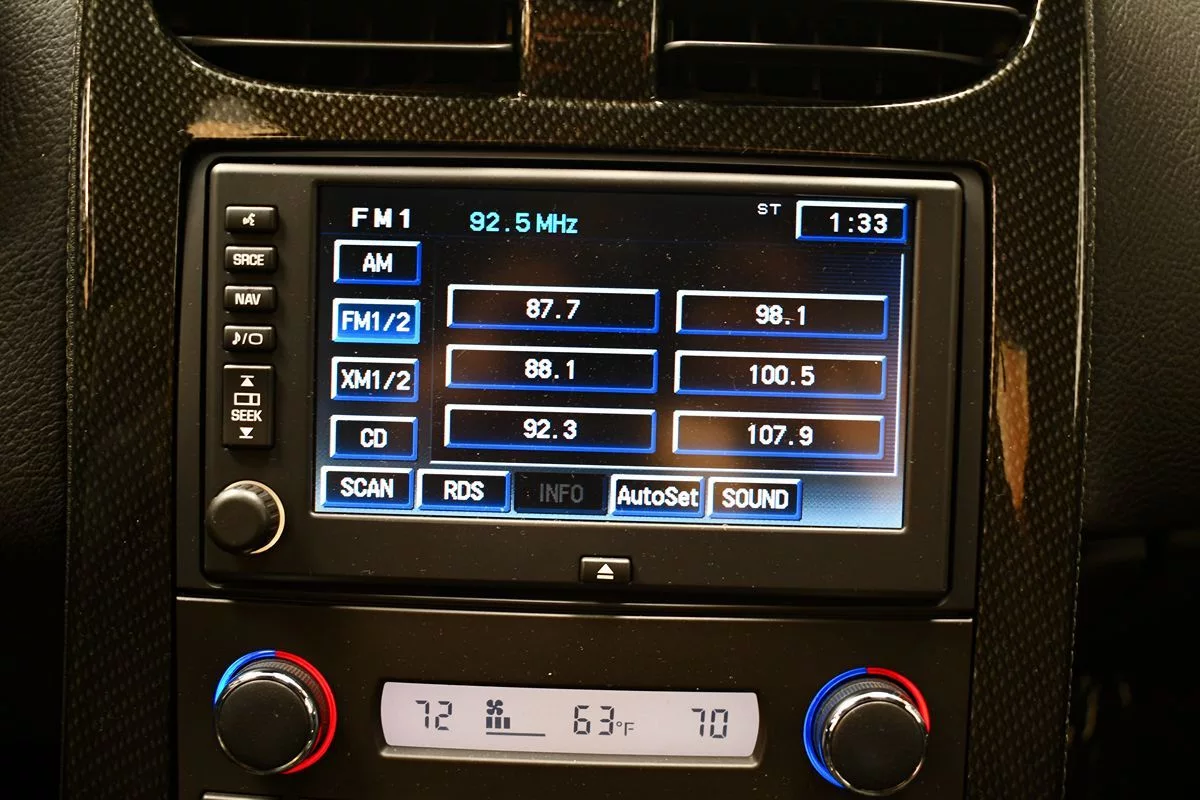 FM1 92.5 MHz ST 1:33
SRCE
NAV
SEEK
AM
FM1/2
XM1/2
CD
87.7 98.1
88.1 100.5
92.3 107.9
SCAN RDS INFO AutoSet SOUND
72 63°F 70